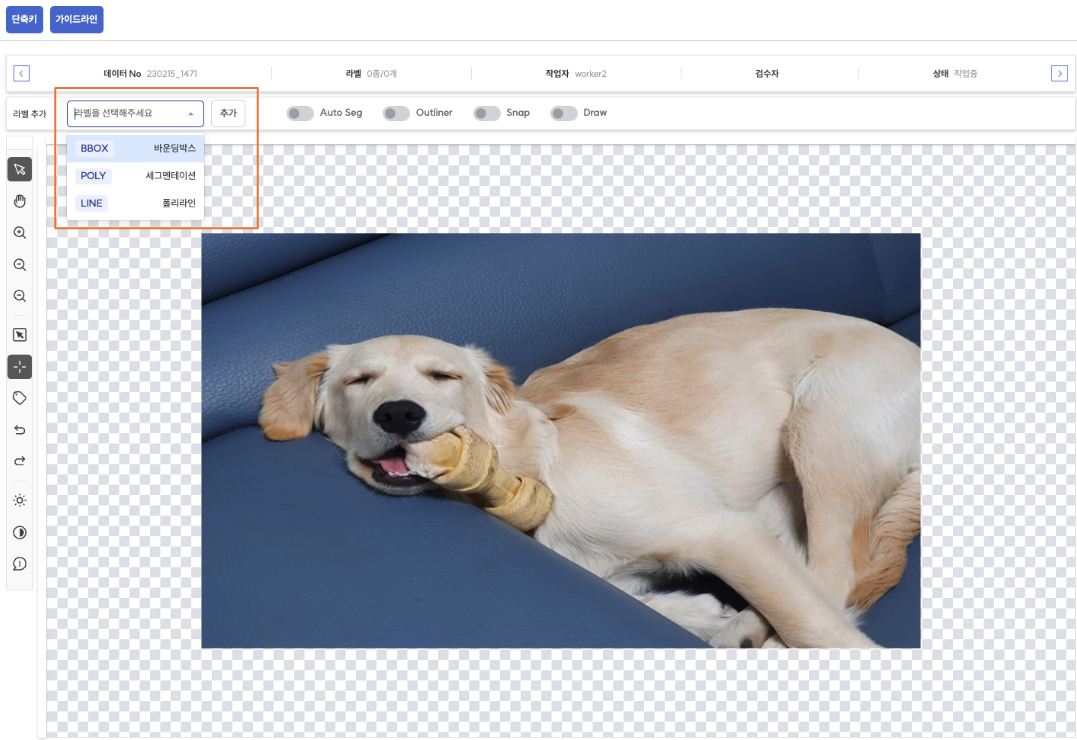 단축키 가이드라인
데이터 No 230215_1471 라벨 0종/0개 작업자 worker2 검수자 상태 작업중
라벨 추가 라벨을 선택해주세요 추가 Auto Seg Outliner Snap Draw
BBOX 바운딩박스
POLY 세그멘테이션
LINE 폴리라인